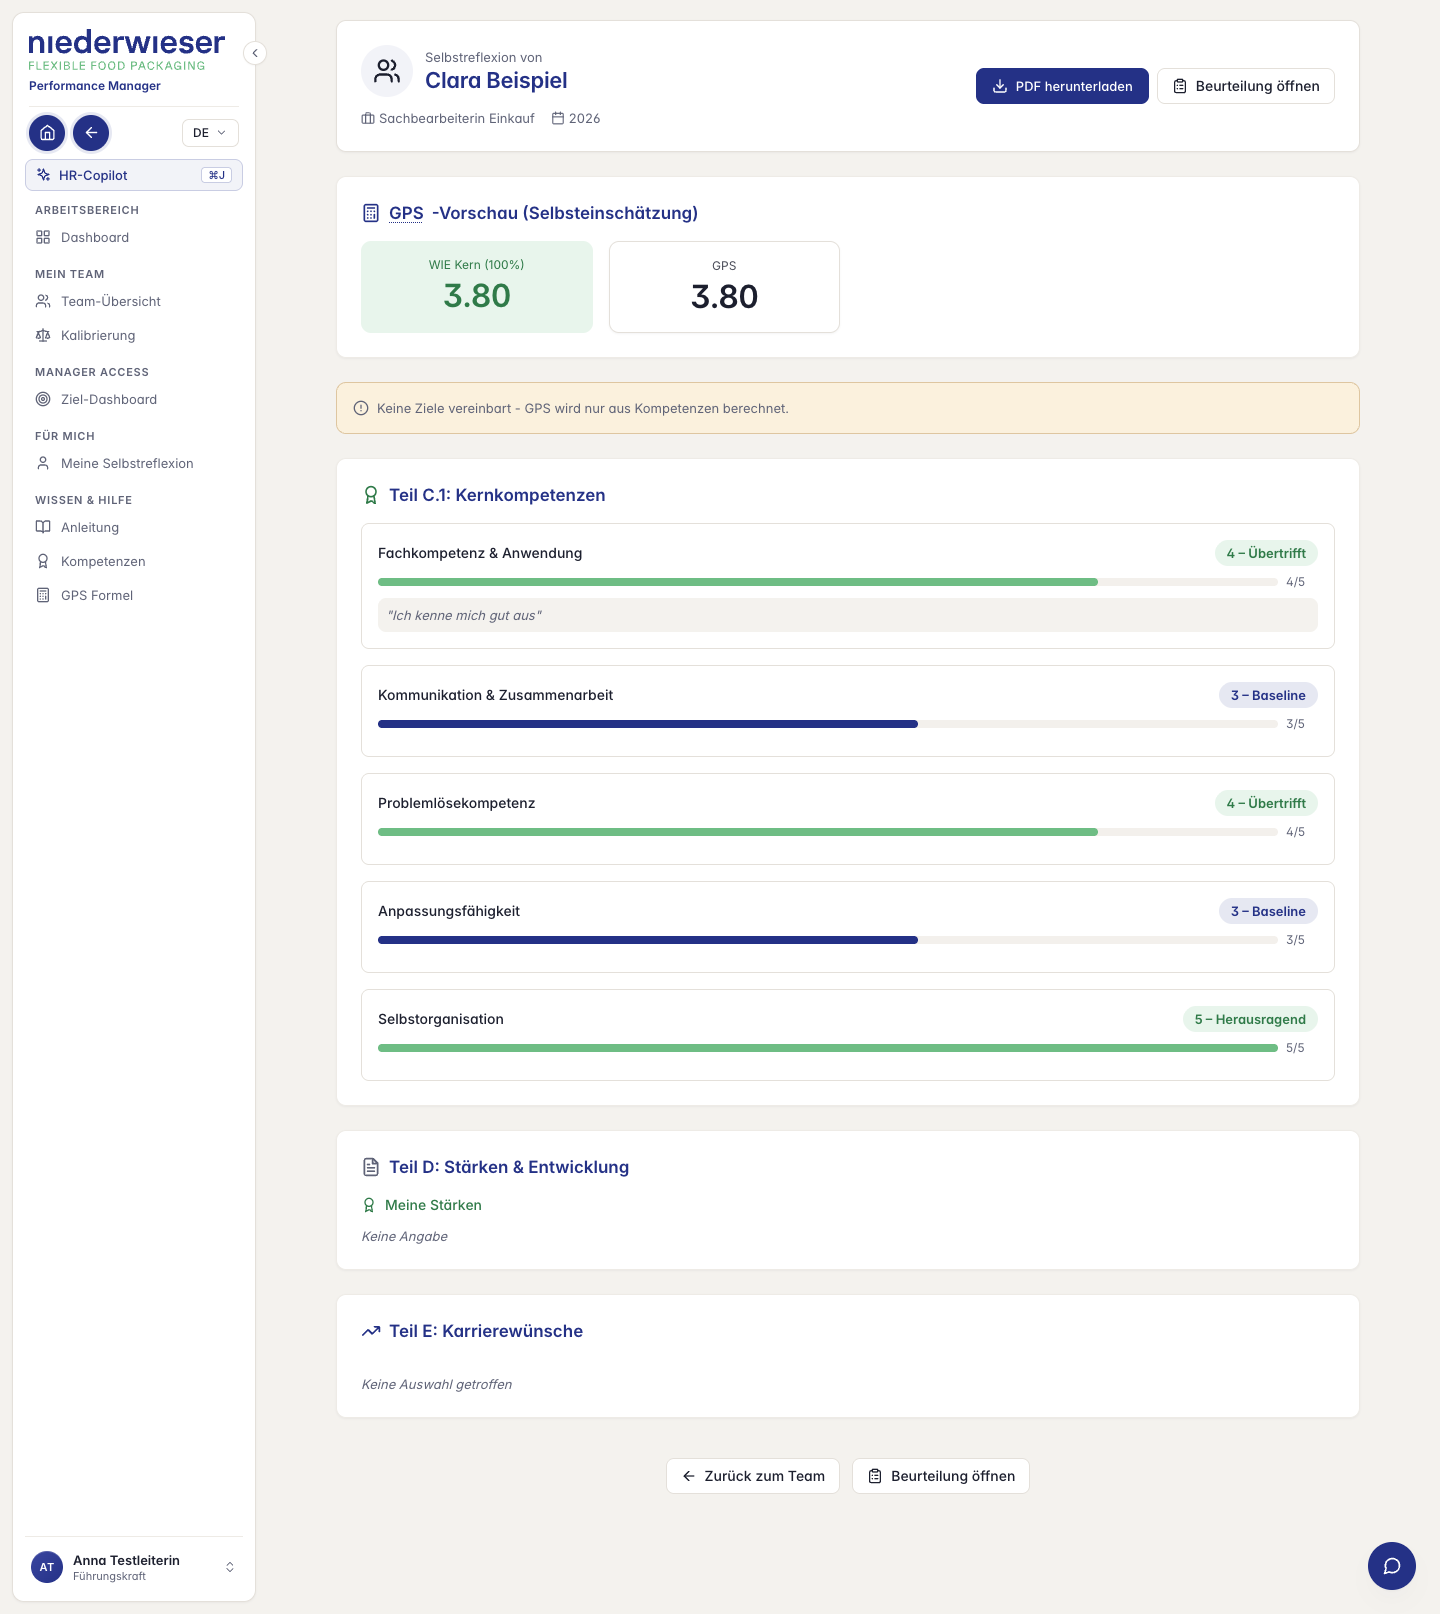 niederwieser
FLEXIBLE FOOD PACKAGING
Performance Manager
DE
HR-Copilot
⌘J
ARBEITSBEREICH
Dashboard
MEIN TEAM
Team-Übersicht
Kalibrierung
MANAGER ACCESS
Ziel-Dashboard
FÜR MICH
Meine Selbstreflexion
WISSEN & HILFE
Anleitung
Kompetenzen
GPS Formel
AT
Anna Testleiterin
Führungskraft
Selbstreflexion von
Clara Beispiel
Sachbearbeiterin Einkauf
2026
PDF herunterladen
Beurteilung öffnen
GPS -Vorschau (Selbsteinschätzung)
WIE Kern (100%)
3.80
GPS
3.80
Keine Ziele vereinbart - GPS wird nur aus Kompetenzen berechnet.
Teil C.1: Kernkompetenzen
Fachkompetenz & Anwendung
4 – Übertrifft
4/5
"Ich kenne mich gut aus"
Kommunikation & Zusammenarbeit
3 – Baseline
3/5
Problemlösekompetenz
4 – Übertrifft
4/5
Anpassungsfähigkeit
3 – Baseline
3/5
Selbstorganisation
5 – Herausragend
5/5
Teil D: Stärken & Entwicklung
Meine Stärken
Keine Angabe
Teil E: Karrierewünsche
Keine Auswahl getroffen
Zurück zum Team
Beurteilung öffnen